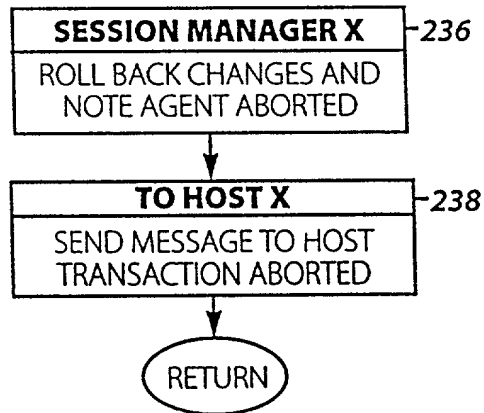 SESSION MANAGER X
236
ROLL BACK CHANGES AND
NOTE AGENT ABORTED
TO HOST X
238
SEND MESSAGE TO HOST
TRANSACTION ABORTED
RETURN